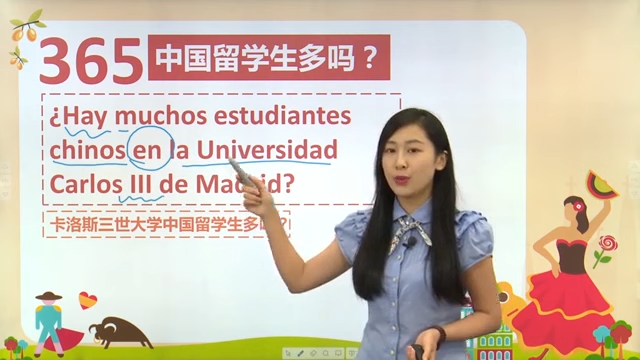 365 中国留学生多吗？
¿Hay muchos estudiantes
chinos en la Universidad
Carlos III de Madrid?
卡洛斯三世大学中国留学生多吗？